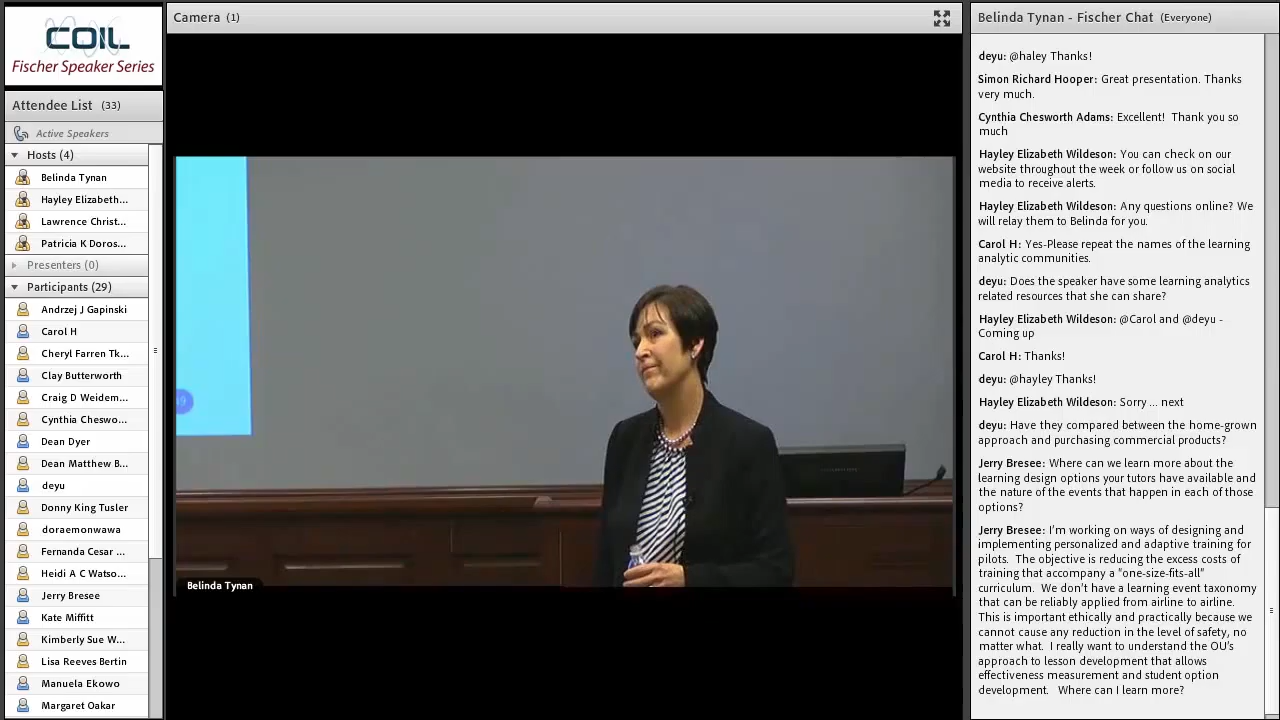 COIL
Fischer Speaker Series
Attendee List (33)
Active Speakers
Hosts (4)
Belinda Tynan
Hayley Elizabeth...
Lawrence Christ...
Patricia K Doros...
Presenters (0)
Participants (29)
Andrzej J Gapinski
Carol H
Cheryl Farren Tk...
Clay Butterworth
Craig D Weidem...
Cynthia Cheswo...
Dean Dyer
Dean Matthew B...
deyu
Donny King Tusler
doraemonwawa
Fernanda Cesar ...
Heidi A C Watso...
Jerry Bresee
Kate Miffitt
Kimberly Sue W...
Lisa Reeves Bertin
Manuela Ekowo
Margaret Oakar
Camera (1)
Belinda Tynan
Belinda Tynan - Fischer Chat (Everyone)
deyu: @haley Thanks!
Simon Richard Hooper: Great presentation. Thanks
very much.
Cynthia Chesworth Adams: Excellent!  Thank you so
much
Hayley Elizabeth Wildeson: You can check on our
website throughout the week or follow us on social
media to receive alerts.
Hayley Elizabeth Wildeson: Any questions online? We
will relay them to Belinda for you.
Carol H: Yes-Please repeat the names of the learning
analytic communities.
deyu: Does the speaker have some learning analytics
related resources that she can share?
Hayley Elizabeth Wildeson: @Carol and @deyu -
Coming up
Carol H: Thanks!
deyu: @hayley Thanks!
Hayley Elizabeth Wildeson: Sorry ... next
deyu: Have they compared between the home-grown
approach and purchasing commercial products?
Jerry Bresee: Where can we learn more about the
learning design options your tutors have available and
the nature of the events that happen in each of those
options?
Jerry Bresee: I'm working on ways of designing and
implementing personalized and adaptive training for
pilots.  The objective is reducing the excess costs of
training that accompany a "one-size-fits-all"
curriculum.  We don't have a learning event taxonomy
that can be reliably applied from airline to airline.
This is important ethically and practically because we
cannot cause any reduction in the level of safety, no
matter what.  I really want to understand the OU's
approach to lesson development that allows
effectiveness measurement and student option
development.   Where can I learn more?